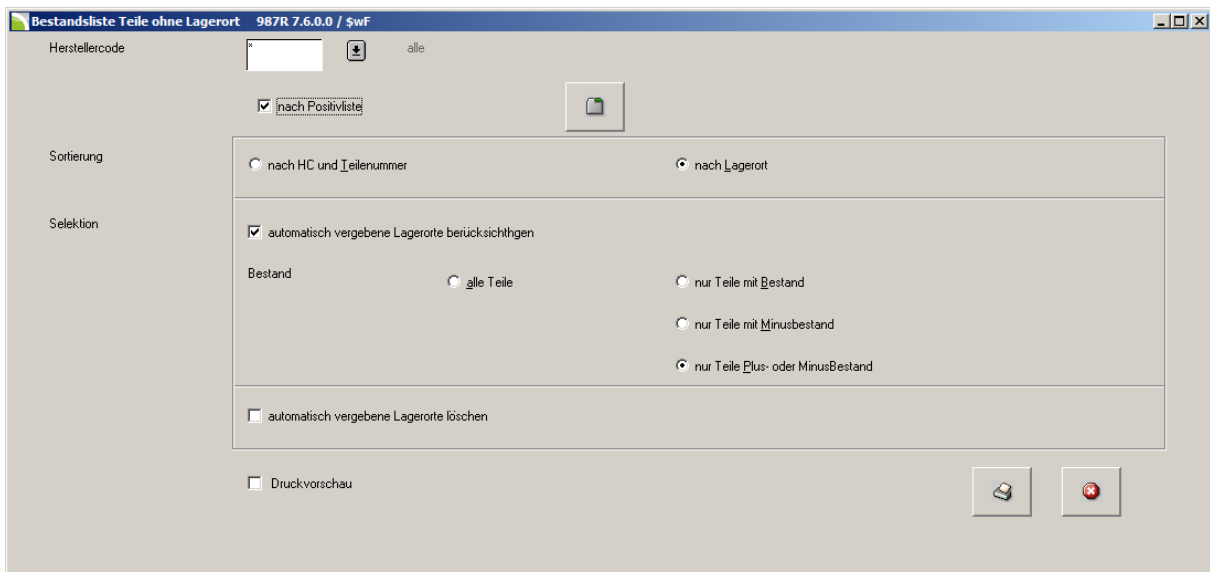 Bestandsliste Teile ohne Lagerort 987R 7.6.0.0 / $wF
Herstellercode * alle
nach Positivliste
Sortierung nach HC und Teilenummer nach Lagerort
Selektion
automatisch vergebene Lagerorte berücksichthgen
Bestand alle Teile nur Teile mit Bestand
nur Teile mit Minusbestand
nur Teile Plus- oder MinusBestand
automatisch vergebene Lagerorte löschen
Druckvorschau